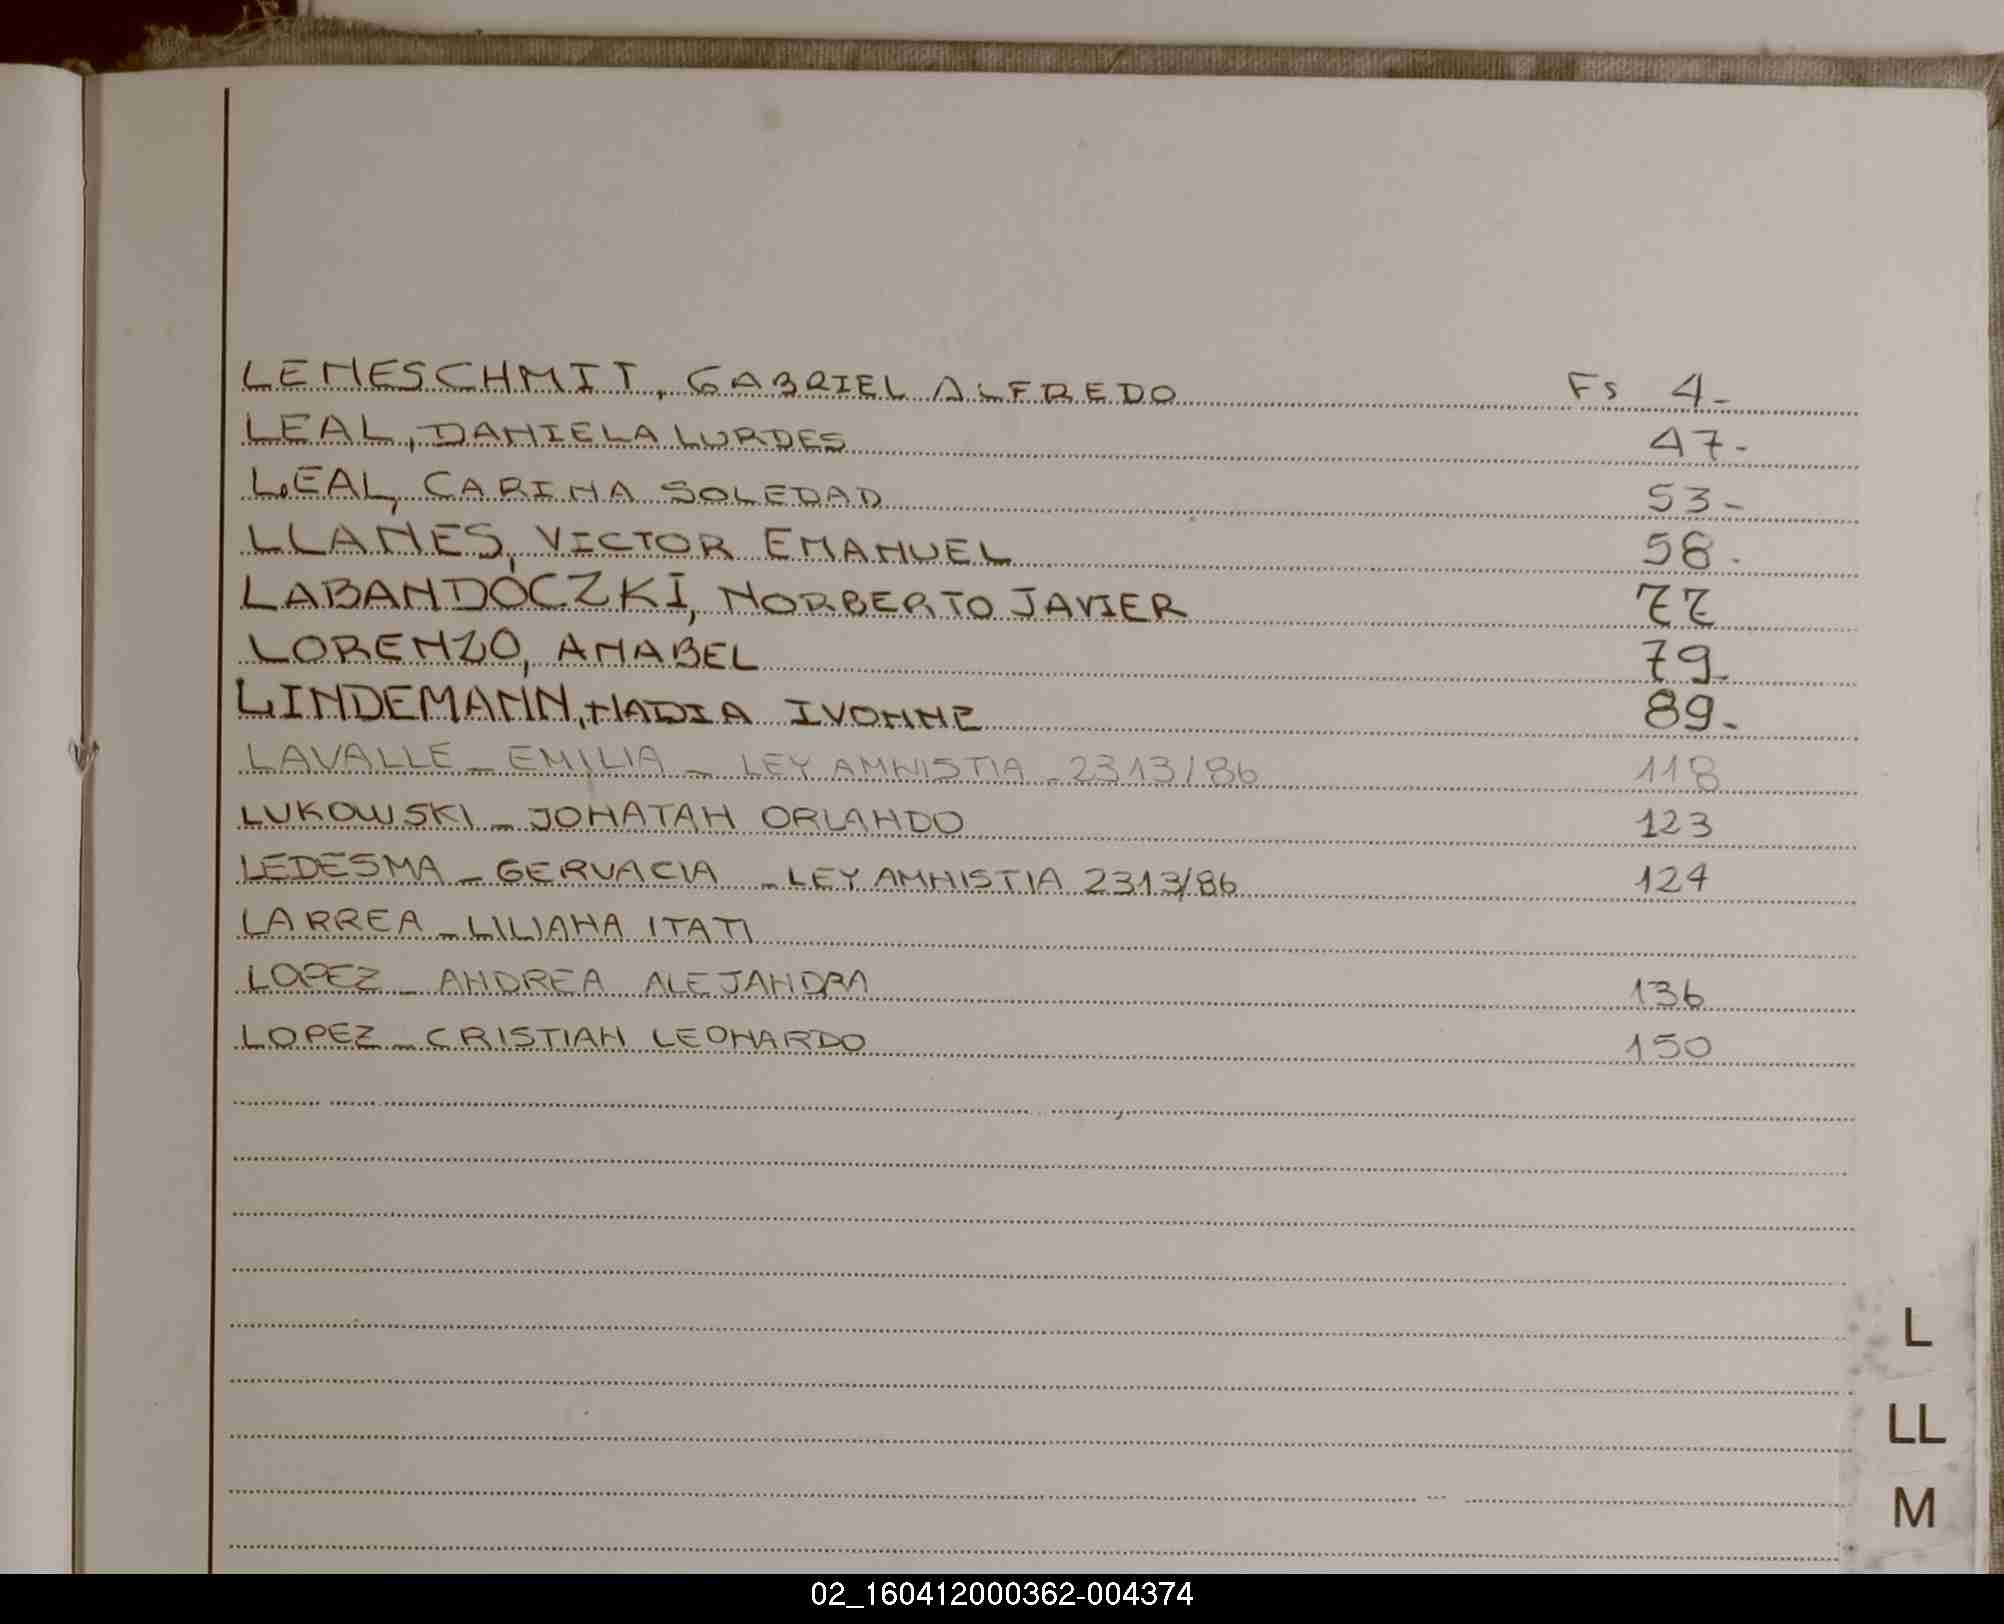 LENESCHMIT, GABRIEL ALFREDO Fs 4-
LEAL, DANIELA LURDES 47-
LEAL, CARINA SOLEDAD 53-
LLANES, VICTOR EMANUEL 58-
LABANDOCZKI, NORBERTO JAVIER 77
LORENZO, ANABEL 79-
LINDEMANN, NADIA IVONNE 89-
LAVALLE - EMILIA - LEY AMNISTIA - 2313/86 118
LUKOWSKI - JONATAN ORLANDO 123
LEDESMA - GERVACIA - LEY AMNISTIA 2313/86 124
LARREA - LILIANA ITATI
LOPEZ - ANDREA ALEJANDRA 136
LOPEZ - CRISTIAN LEONARDO 150
L
LL
M
02_160412000362-004374